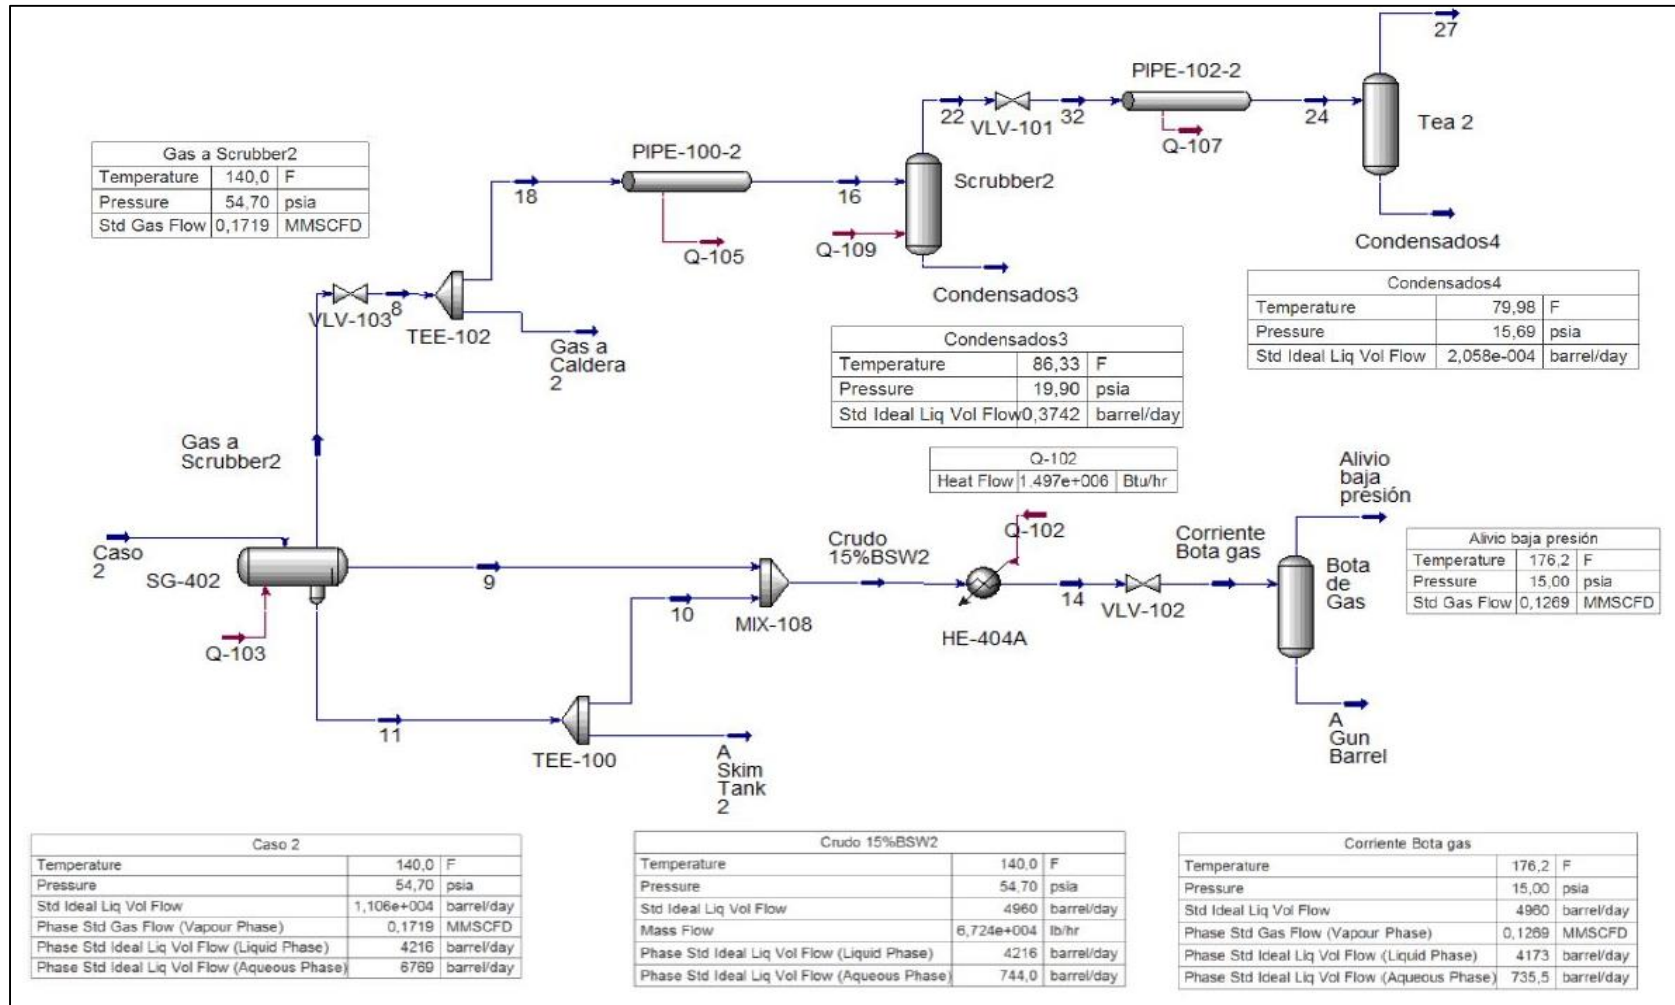 27
PIPE-102-2
22
VLV-101
32
24
Tea 2
Q-107
Gas a Scrubber2
Temperature 140,0 F
Pressure 54,70 psia
Std Gas Flow 0,1719 MMSCFD
PIPE-100-2
18
16
Scrubber2
Q-105
Q-109
Condensados4
Condensados3
VLV-103
8
TEE-102
Gas a
Caldera
2
Condensados4
Temperature 79,98 F
Pressure 15,69 psia
Std Ideal Liq Vol Flow 2,058e-004 barrel/day
Condensados3
Temperature 86,33 F
Pressure 19,90 psia
Std Ideal Liq Vol Flow 0,3742 barrel/day
Gas a
Scrubber2
Q-102
Heat Flow 1.497e+006 Btu/hr
Alivio
baja
presión
Caso
2
SG-402
9
Q-103
10
MIX-108
Crudo
15%BSW2
Q-102
HE-404A
14
VLV-102
Corriente
Bota gas
Bota
de
Gas
Alivio baja presión
Temperature 176,2 F
Pressure 15,00 psia
Std Gas Flow 0,1269 MMSCFD
11
TEE-100
A
Skim
Tank
2
A
Gun
Barrel
Caso 2
Temperature 140,0 F
Pressure 54,70 psia
Std Ideal Liq Vol Flow 1,106e+004 barrel/day
Phase Std Gas Flow (Vapour Phase) 0,1719 MMSCFD
Phase Std Ideal Liq Vol Flow (Liquid Phase) 4216 barrel/day
Phase Std Ideal Liq Vol Flow (Aqueous Phase) 6769 barrel/day
Crudo 15%BSW2
Temperature 140,0 F
Pressure 54,70 psia
Std Ideal Liq Vol Flow 4960 barrel/day
Mass Flow 6,724e+004 lb/hr
Phase Std Ideal Liq Vol Flow (Liquid Phase) 4216 barrel/day
Phase Std Ideal Liq Vol Flow (Aqueous Phase) 744,0 barrel/day
Corriente Bota gas
Temperature 176,2 F
Pressure 15,00 psia
Std Ideal Liq Vol Flow 4960 barrel/day
Phase Std Gas Flow (Vapour Phase) 0,1269 MMSCFD
Phase Std Ideal Liq Vol Flow (Liquid Phase) 4173 barrel/day
Phase Std Ideal Liq Vol Flow (Aqueous Phase) 735,5 barrel/day